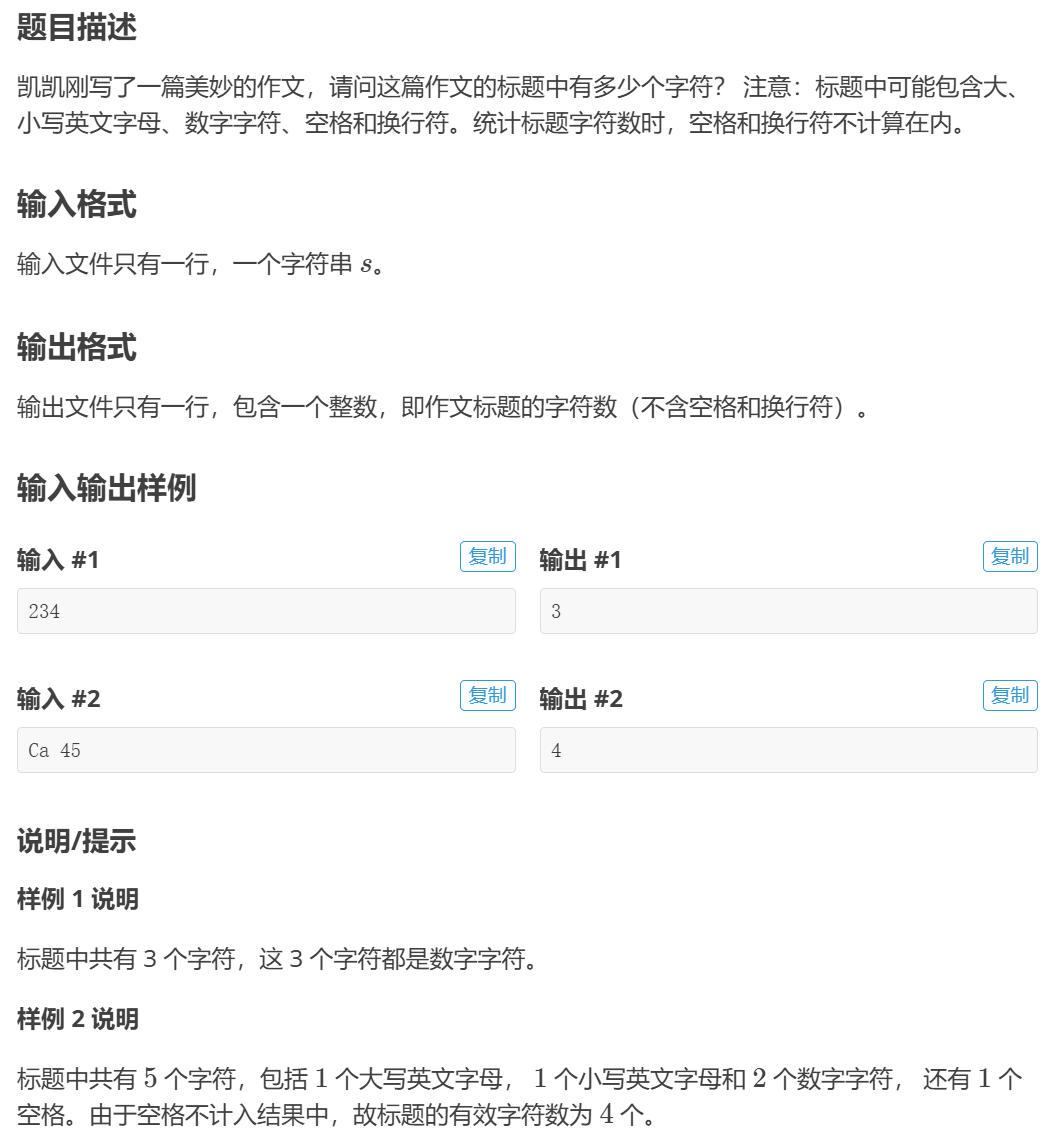 题目描述
凯凯刚写了一篇美妙的作文，请问这篇作文的标题中有多少个字符？ 注意：标题中可能包含大、
小写英文字母、数字字符、空格和换行符。统计标题字符数时，空格和换行符不计算在内。
输入格式
输入文件只有一行，一个字符串 s。
输出格式
输出文件只有一行，包含一个整数，即作文标题的字符数（不含空格和换行符）。
输入输出样例
输入 #1
复制
234
输出 #1
复制
3
输入 #2
复制
Ca 45
输出 #2
复制
4
说明/提示
样例 1 说明
标题中共有 3 个字符，这 3 个字符都是数字字符。
样例 2 说明
标题中共有 5 个字符，包括 1 个大写英文字母， 1 个小写英文字母和 2 个数字字符， 还有 1 个
空格。由于空格不计入结果中，故标题的有效字符数为 4 个。